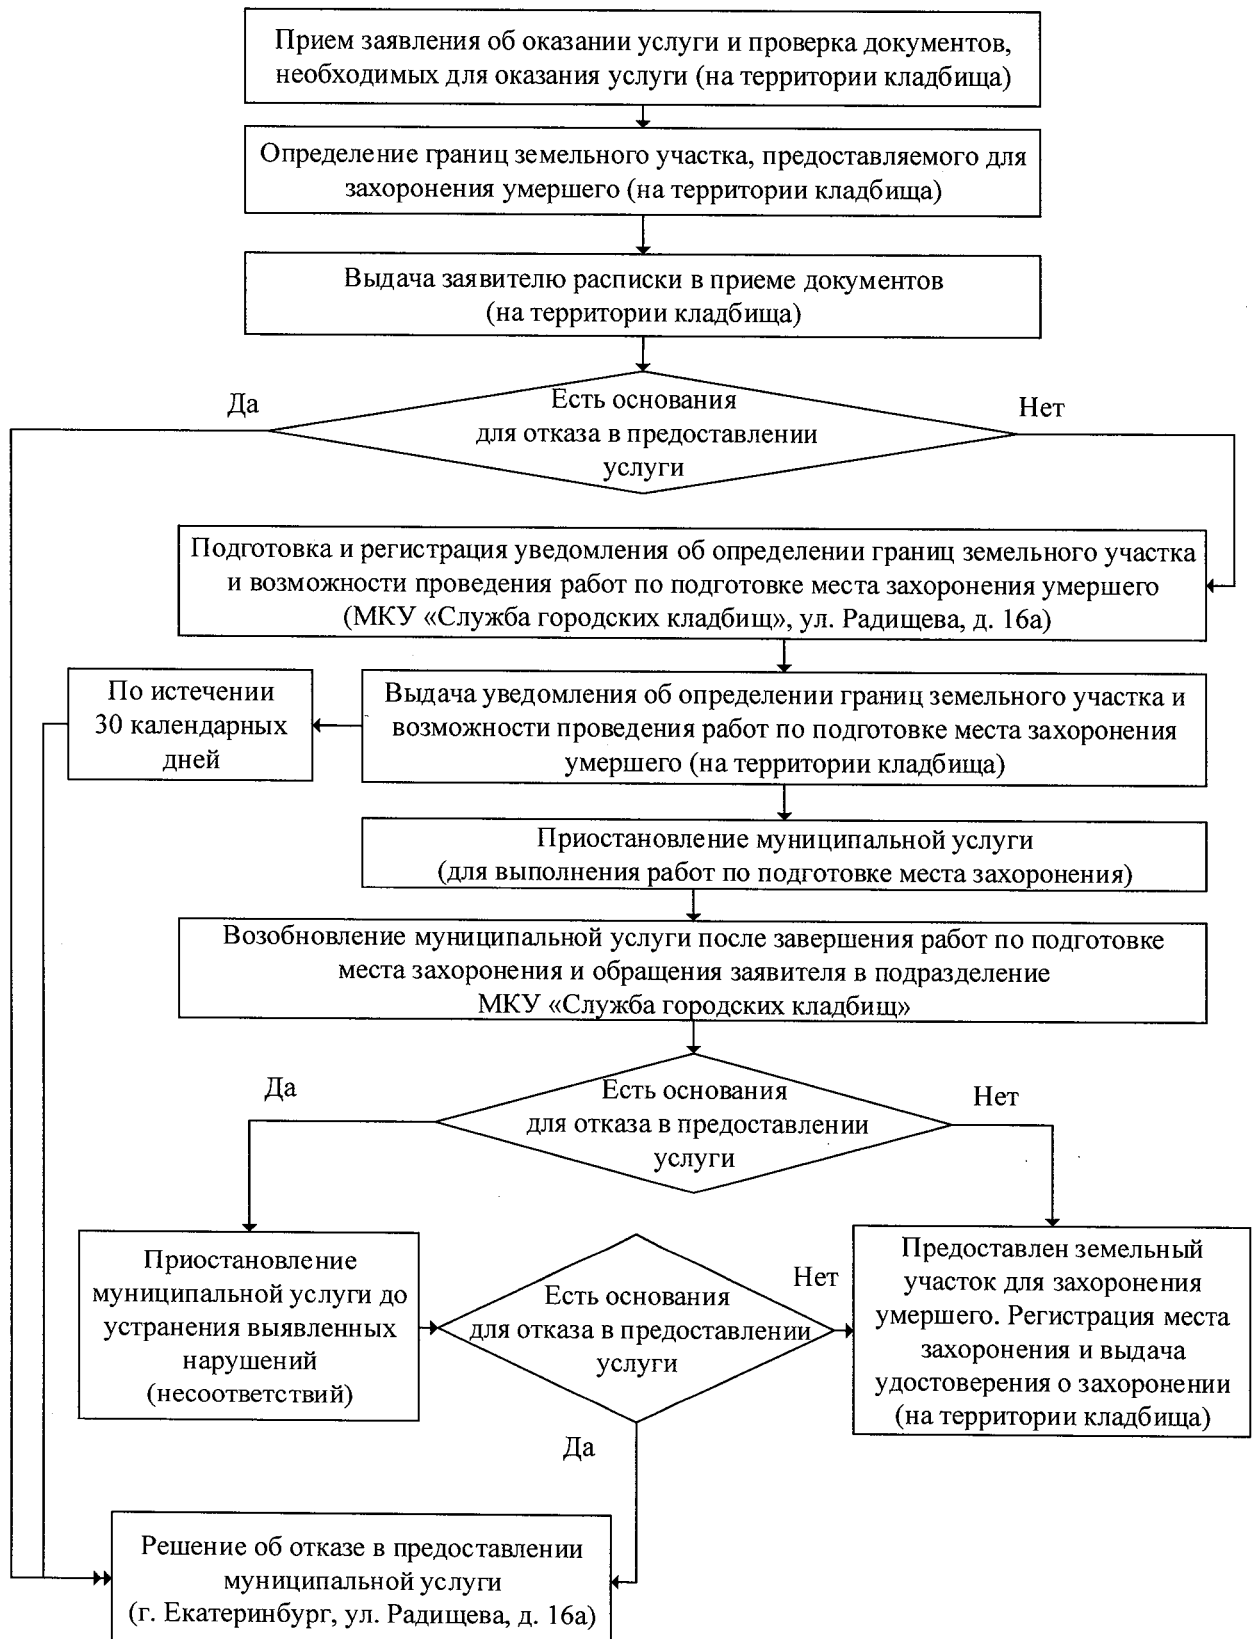 Прием заявления об оказании услуги и проверка документов,
необходимых для оказания услуги (на территории кладбища)
Определение границ земельного участка, предоставляемого для
захоронения умершего (на территории кладбища)
Выдача заявителю расписки в приеме документов
(на территории кладбища)
Да
Есть основания
для отказа в предоставлении
услуги
Нет
Подготовка и регистрация уведомления об определении границ земельного участка
и возможности проведения работ по подготовке места захоронения умершего
(МКУ «Служба городских кладбищ», ул. Радищева, д. 16а)
По истечении
30 календарных
дней
Выдача уведомления об определении границ земельного участка и
возможности проведения работ по подготовке места захоронения
умершего (на территории кладбища)
Приостановление муниципальной услуги
(для выполнения работ по подготовке места захоронения)
Возобновление муниципальной услуги после завершения работ по подготовке
места захоронения и обращения заявителя в подразделение
МКУ «Служба городских кладбищ»
Да
Есть основания
для отказа в предоставлении
услуги
Нет
Приостановление
муниципальной услуги до
устранения выявленных
нарушений
(несоответствий)
Есть основания
для отказа в предоставлении
услуги
Нет
Да
Предоставлен земельный
участок для захоронения
умершего. Регистрация места
захоронения и выдача
удостоверения о захоронении
(на территории кладбища)
Решение об отказе в предоставлении
муниципальной услуги
(г. Екатеринбург, ул. Радищева, д. 16а)